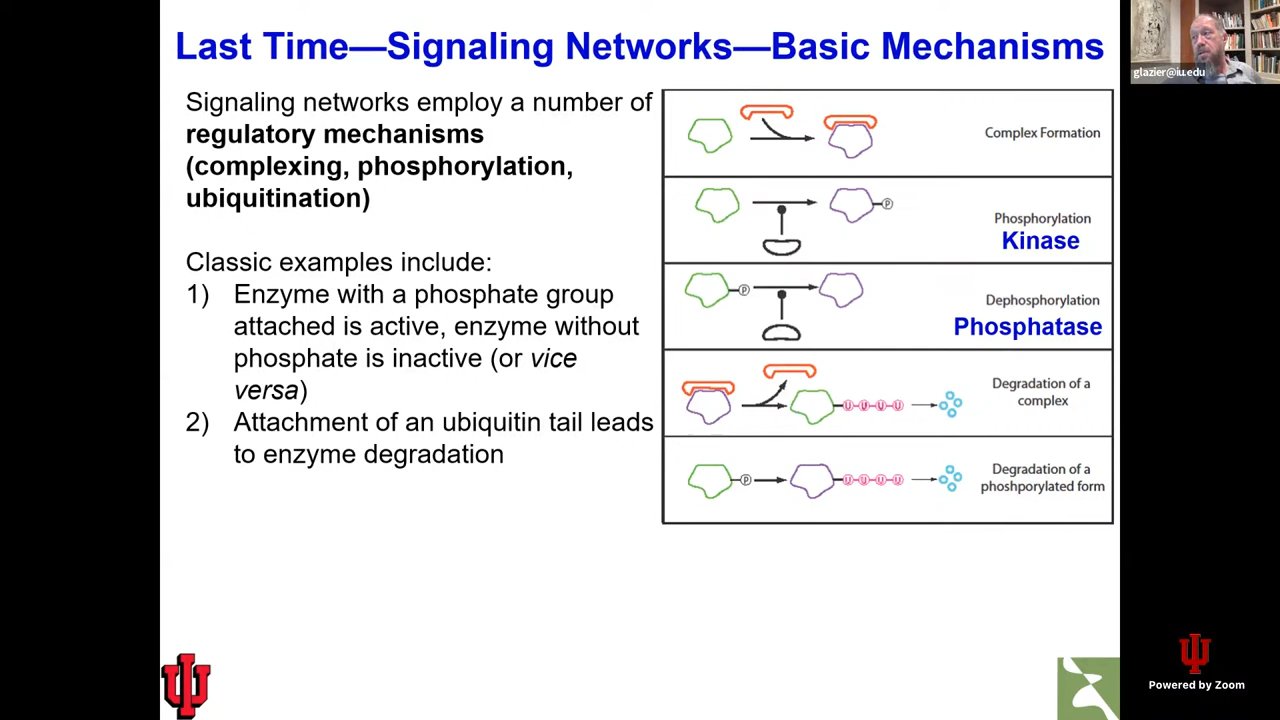 Last Time—Signaling Networks—Basic Mechanisms
glazier@iu.edu
Signaling networks employ a number of
regulatory mechanisms
(complexing, phosphorylation,
ubiquitination)
Classic examples include:
1) Enzyme with a phosphate group
attached is active, enzyme without
phosphate is inactive (or vice
versa)
2) Attachment of an ubiquitin tail leads
to enzyme degradation
Complex Formation
P
Phosphorylation
Kinase
P
Dephosphorylation
Phosphatase
U U U U
Degradation of a
complex
P
U U U U
Degradation of a
phoshporylated form
Powered by Zoom